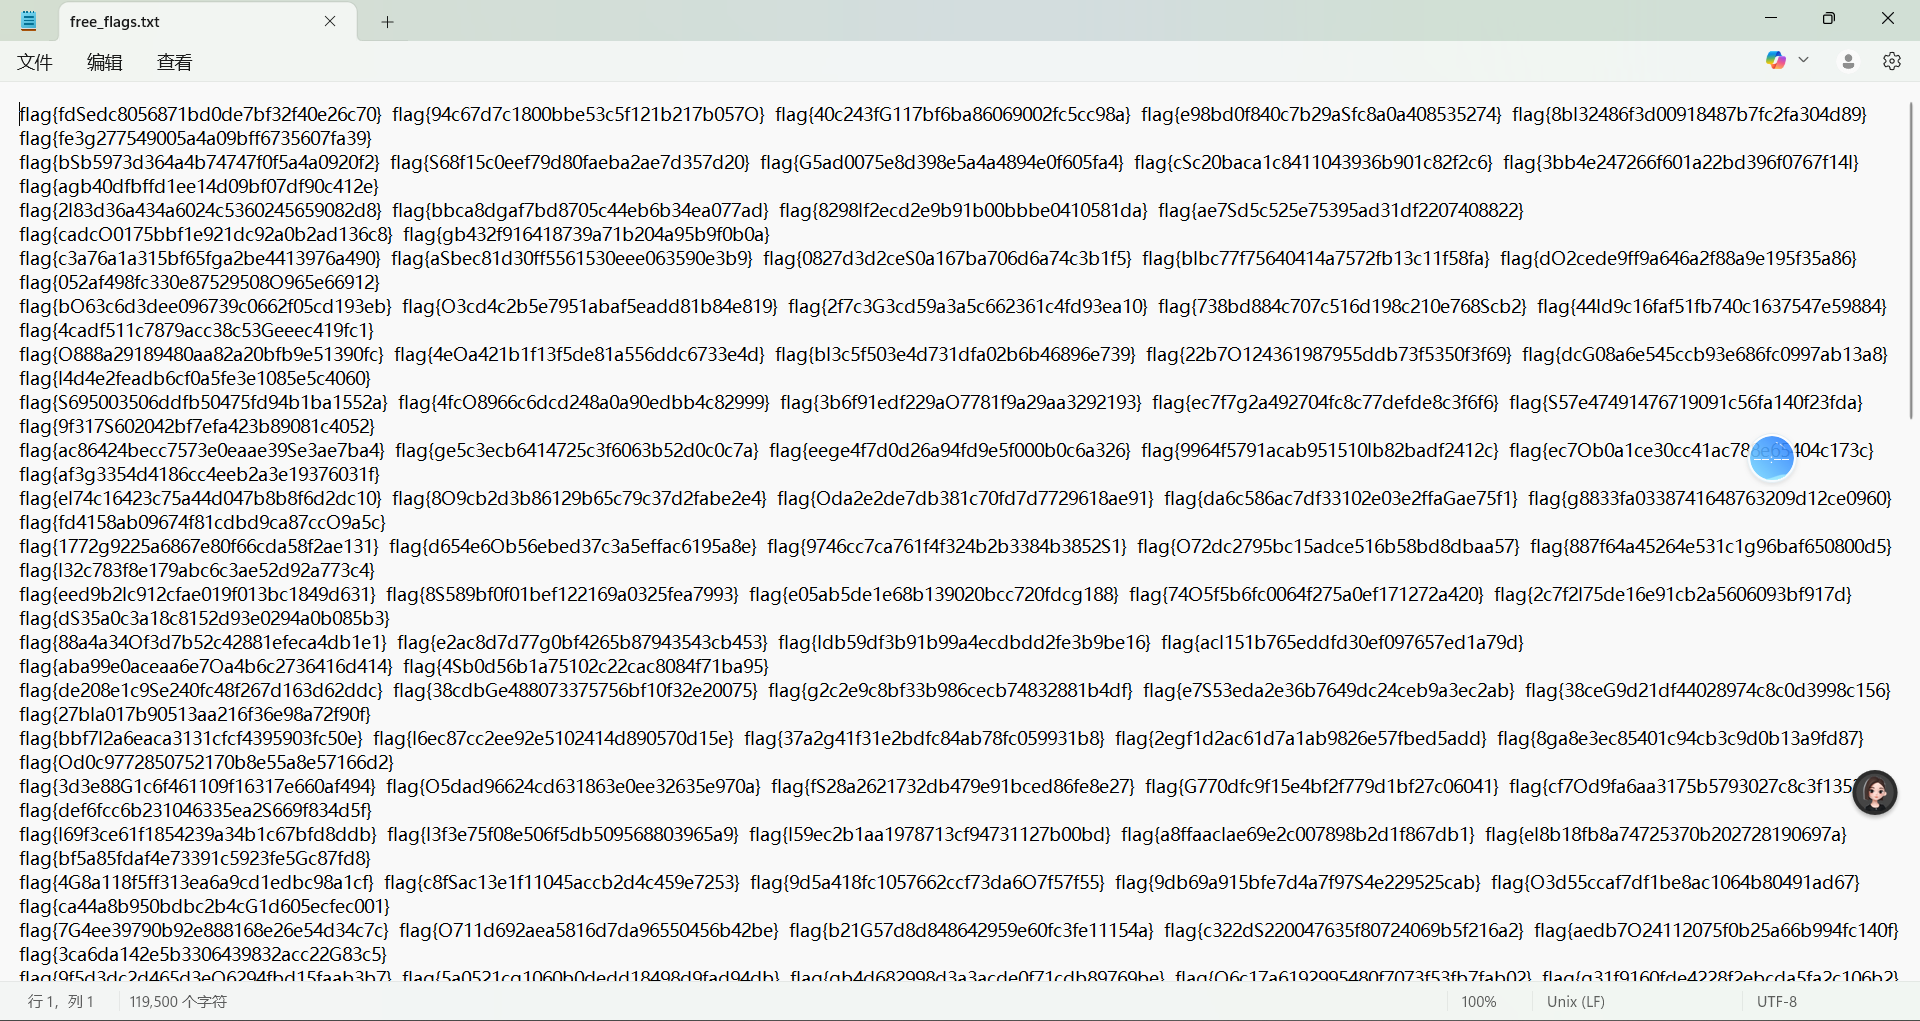 free_flags.txt
文件 编辑 查看
flag{fdSedc8056871bd0de7bf32f40e26c70} flag{94c67d7c1800bbe53c5f121b217b057O} flag{40c243fG117bf6ba86069002fc5cc98a} flag{e98bd0f840c7b29aSfc8a0a408535274} flag{8bl32486f3d00918487b7fc2fa304d89}
flag{fe3g277549005a4a09bff6735607fa39}
flag{bSb5973d364a4b74747f0f5a4a0920f2} flag{S68f15c0eef79d80faeba2ae7d357d20} flag{G5ad0075e8d398e5a4a4894e0f605fa4} flag{cSc20baca1c8411043936b901c82f2c6} flag{3bb4e247266f601a22bd396f0767f14l}
flag{agb40dfbffd1ee14d09bf07df90c412e}
flag{2l83d36a434a6024c5360245659082d8} flag{bbca8dgaf7bd8705c44eb6b34ea077ad} flag{8298lf2ecd2e9b91b00bbbe0410581da} flag{ae7Sd5c525e75395ad31df2207408822}
flag{cadcO0175bbf1e921dc92a0b2ad136c8} flag{gb432f916418739a71b204a95b9f0b0a}
flag{c3a76a1a315bf65fga2be4413976a490} flag{aSbec81d30ff5561530eee063590e3b9} flag{0827d3d2ceS0a167ba706d6a74c3b1f5} flag{blbc77f75640414a7572fb13c11f58fa} flag{dO2cede9ff9a646a2f88a9e195f35a86}
flag{052af498fc330e87529508O965e66912}
flag{bO63c6d3dee096739c0662f05cd193eb} flag{O3cd4c2b5e7951abaf5eadd81b84e819} flag{2f7c3G3cd59a3a5c662361c4fd93ea10} flag{738bd884c707c516d198c210e768Scb2} flag{44ld9c16faf51fb740c1637547e59884}
flag{4cadf511c7879acc38c53Geeec419fc1}
flag{O888a29189480aa82a20bfb9e51390fc} flag{4eOa421b1f13f5de81a556ddc6733e4d} flag{bl3c5f503e4d731dfa02b6b46896e739} flag{22b7O124361987955ddb73f5350f3f69} flag{dcG08a6e545ccb93e686fc0997ab13a8}
flag{l4d4e2feadb6cf0a5fe3e1085e5c4060}
flag{S695003506ddfb50475fd94b1ba1552a} flag{4fcO8966c6dcd248a0a90edbb4c82999} flag{3b6f91edf229aO7781f9a29aa3292193} flag{ec7f7g2a492704fc8c77defde8c3f6f6} flag{S57e47491476719091c56fa140f23fda}
flag{9f317S602042bf7efa423b89081c4052}
flag{ac86424becc7573e0eaae39Se3ae7ba4} flag{ge5c3ecb6414725c3f6063b52d0c0c7a} flag{eege4f7d0d26a94fd9e5f000b0c6a326} flag{9964f5791acab951510lb82badf2412c} flag{ec7Ob0a1ce30cc41ac78 404c173c}
flag{af3g3354d4186cc4eeb2a3e19376031f}
flag{el74c16423c75a44d047b8b8f6d2dc10} flag{8O9cb2d3b86129b65c79c37d2fabe2e4} flag{Oda2e2de7db381c70fd7d7729618ae91} flag{da6c586ac7df33102e03e2ffaGae75f1} flag{g8833fa0338741648763209d12ce0960}
flag{fd4158ab09674f81cdbd9ca87ccO9a5c}
flag{1772g9225a6867e80f66cda58f2ae131} flag{d654e6Ob56ebed37c3a5effac6195a8e} flag{9746cc7ca761f4f324b2b3384b3852S1} flag{O72dc2795bc15adce516b58bd8dbaa57} flag{887f64a45264e531c1g96baf650800d5}
flag{l32c783f8e179abc6c3ae52d92a773c4}
flag{eed9b2lc912cfae019f013bc1849d631} flag{8S589bf0f01bef122169a0325fea7993} flag{e05ab5de1e68b139020bcc720fdcg188} flag{74O5f5b6fc0064f275a0ef171272a420} flag{2c7f2l75de16e91cb2a5606093bf917d}
flag{dS35a0c3a18c8152d93e0294a0b085b3}
flag{88a4a34Of3d7b52c42881efeca4db1e1} flag{e2ac8d7d77g0bf4265b87943543cb453} flag{ldb59df3b91b99a4ecdbdd2fe3b9be16} flag{acl151b765eddfd30ef097657ed1a79d}
flag{aba99e0aceaa6e7Oa4b6c2736416d414} flag{4Sb0d56b1a75102c22cac8084f71ba95}
flag{de208e1c9Se240fc48f267d163d62ddc} flag{38cdbGe488073375756bf10f32e20075} flag{g2c2e9c8bf33b986cecb74832881b4df} flag{e7S53eda2e36b7649dc24ceb9a3ec2ab} flag{38ceG9d21df44028974c8c0d3998c156}
flag{27bla017b90513aa216f36e98a72f90f}
flag{bbf7l2a6eaca3131cfcf4395903fc50e} flag{l6ec87cc2ee92e5102414d890570d15e} flag{37a2g41f31e2bdfc84ab78fc059931b8} flag{2egf1d2ac61d7a1ab9826e57fbed5add} flag{8ga8e3ec85401c94cb3c9d0b13a9fd87}
flag{Od0c9772850752170b8e55a8e57166d2}
flag{3d3e88G1c6f461109f16317e660af494} flag{O5dad96624cd631863e0ee32635e970a} flag{fS28a2621732db479e91bced86fe8e27} flag{G770dfc9f15e4bf2f779d1bf27c06041} flag{cf7Od9fa6aa3175b5793027c8c3f135
flag{def6fcc6b231046335ea2S669f834d5f}
flag{l69f3ce61f1854239a34b1c67bfd8ddb} flag{l3f3e75f08e506f5db509568803965a9} flag{l59ec2b1aa1978713cf94731127b00bd} flag{a8ffaaclae69e2c007898b2d1f867db1} flag{el8b18fb8a74725370b202728190697a}
flag{bf5a85fdaf4e73391c5923fe5Gc87fd8}
flag{4G8a118f5ff313ea6a9cd1edbc98a1cf} flag{c8fSac13e1f11045accb2d4c459e7253} flag{9d5a418fc1057662ccf73da6O7f57f55} flag{9db69a915bfe7d4a7f97S4e229525cab} flag{O3d55ccaf7df1be8ac1064b80491ad67}
flag{ca44a8b950bdbc2b4cG1d605ecfec001}
flag{7G4ee39790b92e888168e26e54d34c7c} flag{O711d692aea5816d7da96550456b42be} flag{b21G57d8d848642959e60fc3fe11154a} flag{c322dS220047635f80724069b5f216a2} flag{aedb7O24112075f0b25a66b994fc140f}
flag{3ca6da142e5b3306439832acc22G83c5}
flag{9f5d3dc2d465d3eO6294fbd15faab3b7} flag{5a0521cg1060b0dedd18498d9fad94db} flag{gb4d682998d3a3acde0f71cdb89769be} flag{O6c17a6192995480f7073f53fb7fab02} flag{g31f9160fde4228f2ebcda5fa2c106b2}
行 1，列 1 119,500 个字符 100% Unix (LF) UTF-8